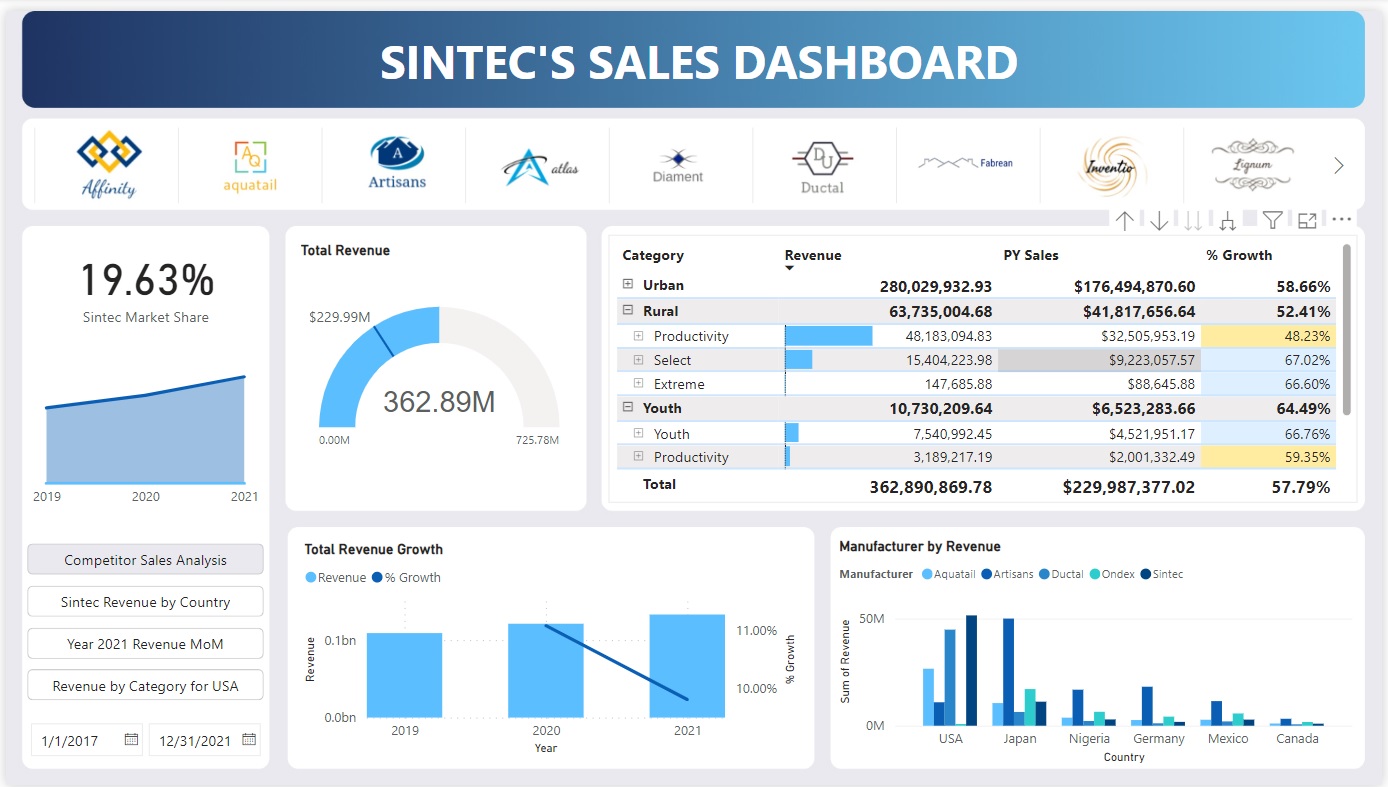 SINTEC'S SALES DASHBOARD
Affinity
AQ
aquatail
A
Artisans
atlas
Diament
DU
Ductal
Fabrean
Inventio
Lignum
19.63%
Sintec Market Share
2019 2020 2021
Competitor Sales Analysis
Sintec Revenue by Country
Year 2021 Revenue MoM
Revenue by Category for USA
1/1/2017 12/31/2021
Total Revenue
$229.99M
362.89M
0.00M 725.78M
Category Revenue PY Sales % Growth
Urban 280,029,932.93 $176,494,870.60 58.66%
Rural 63,735,004.68 $41,817,656.64 52.41%
Productivity 48,183,094.83 $32,505,953.19 48.23%
Select 15,404,223.98 $9,223,057.57 67.02%
Extreme 147,685.88 $88,645.88 66.60%
Youth 10,730,209.64 $6,523,283.66 64.49%
Youth 7,540,992.45 $4,521,951.17 66.76%
Productivity 3,189,217.19 $2,001,332.49 59.35%
Total 362,890,869.78 $229,987,377.02 57.79%
Total Revenue Growth
Revenue % Growth
Revenue
0.1bn
0.0bn
11.00%
10.00%
% Growth
2019 2020 2021
Year
Manufacturer by Revenue
Manufacturer Aquatail Artisans Ductal Ondex Sintec
Sum of Revenue
50M
0M
USA Japan Nigeria Germany Mexico Canada
Country